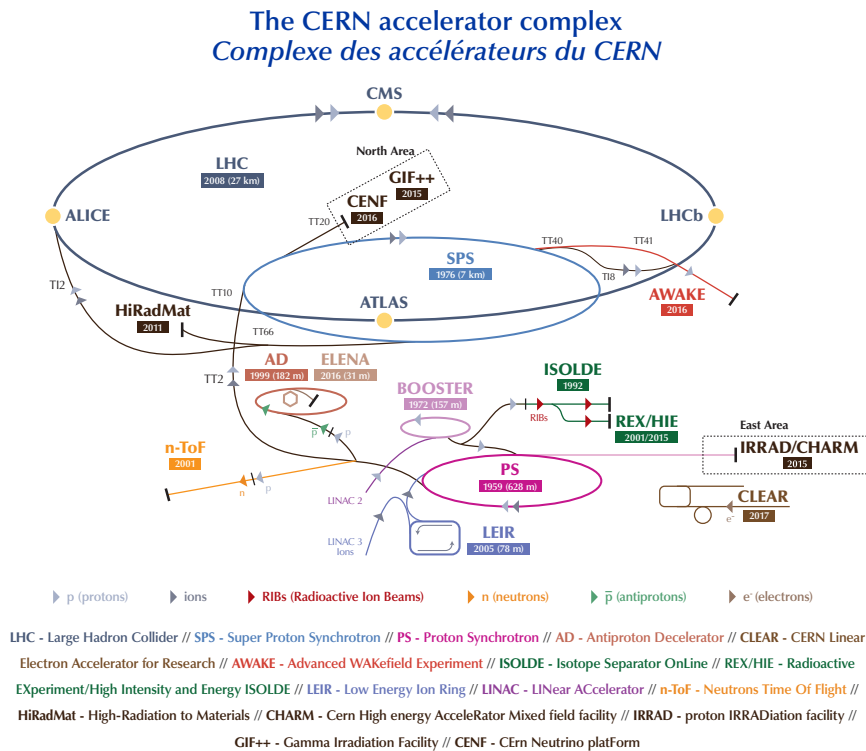 The CERN accelerator complex
Complexe des accélérateurs du CERN
CMS
North Area
LHC
2008 (27 km)
GIF++
2015
CENF
2016
TT20
ALICE
LHCb
TT40
TT41
SPS
1976 (7 km)
TI8
TI2
TT10
AWAKE
2016
HiRadMat
2011
ATLAS
TT66
AD
1999 (182 m)
ELENA
2016 (31 m)
TT2
ISOLDE
1992
BOOSTER
1972 (157 m)
RIBs
REX/HIE
2001/2015
p̅
p
East Area
IRRAD/CHARM
2015
n-ToF
2001
PS
1959 (628 m)
n
p
LINAC 2
CLEAR
2017
e-
LINAC 3
Ions
LEIR
2005 (78 m)
p (protons)
ions
RIBs (Radioactive Ion Beams)
n (neutrons)
p̅ (antiprotons)
e- (electrons)
LHC - Large Hadron Collider // SPS - Super Proton Synchrotron // PS - Proton Synchrotron // AD - Antiproton Decelerator // CLEAR - CERN Linear
Electron Accelerator for Research // AWAKE - Advanced WAKefield Experiment // ISOLDE - Isotope Separator OnLine // REX/HIE - Radioactive
EXperiment/High Intensity and Energy ISOLDE // LEIR - Low Energy Ion Ring // LINAC - LINear ACcelerator // n-ToF - Neutrons Time Of Flight //
HiRadMat - High-Radiation to Materials // CHARM - Cern High energy AcceleRator Mixed field facility // IRRAD - proton IRRADiation facility //
GIF++ - Gamma Irradiation Facility // CENF - CErn Neutrino platForm